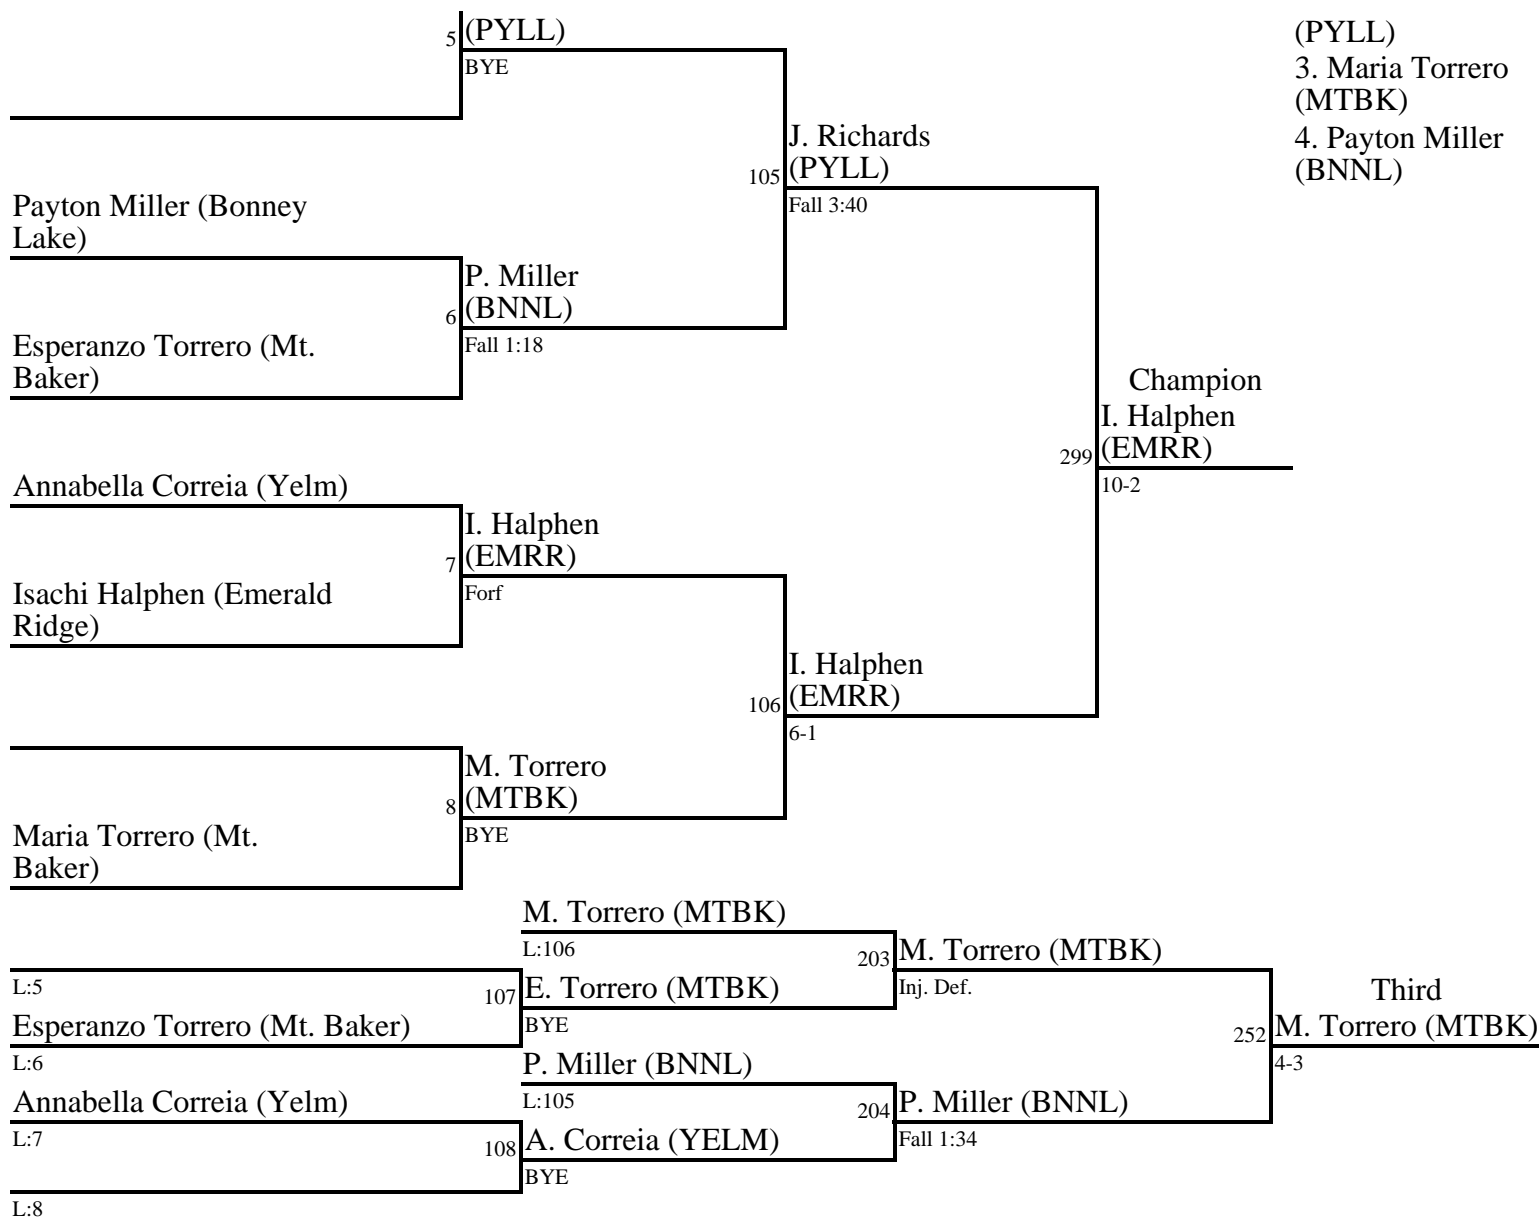 5
(PYLL)
BYE
(PYLL)
3. Maria Torrero
(MTBK)
4. Payton Miller
(BNNL)
J. Richards
105
(PYLL)
Fall 3:40
Payton Miller (Bonney
Lake)
P. Miller
6
(BNNL)
Fall 1:18
Esperanzo Torrero (Mt.
Baker)
Champion
I. Halphen
299
(EMRR)
10-2
Annabella Correia (Yelm)
I. Halphen
7
(EMRR)
Forf
Isachi Halphen (Emerald
Ridge)
I. Halphen
106
(EMRR)
6-1
M. Torrero
8
(MTBK)
BYE
Maria Torrero (Mt.
Baker)
M. Torrero (MTBK)
L:106
203
M. Torrero (MTBK)
Inj. Def.
L:5
107
E. Torrero (MTBK)
BYE
Esperanzo Torrero (Mt. Baker)
L:6
Third
252
M. Torrero (MTBK)
4-3
P. Miller (BNNL)
L:105
204
P. Miller (BNNL)
Fall 1:34
Annabella Correia (Yelm)
L:7
108
A. Correia (YELM)
BYE
L:8